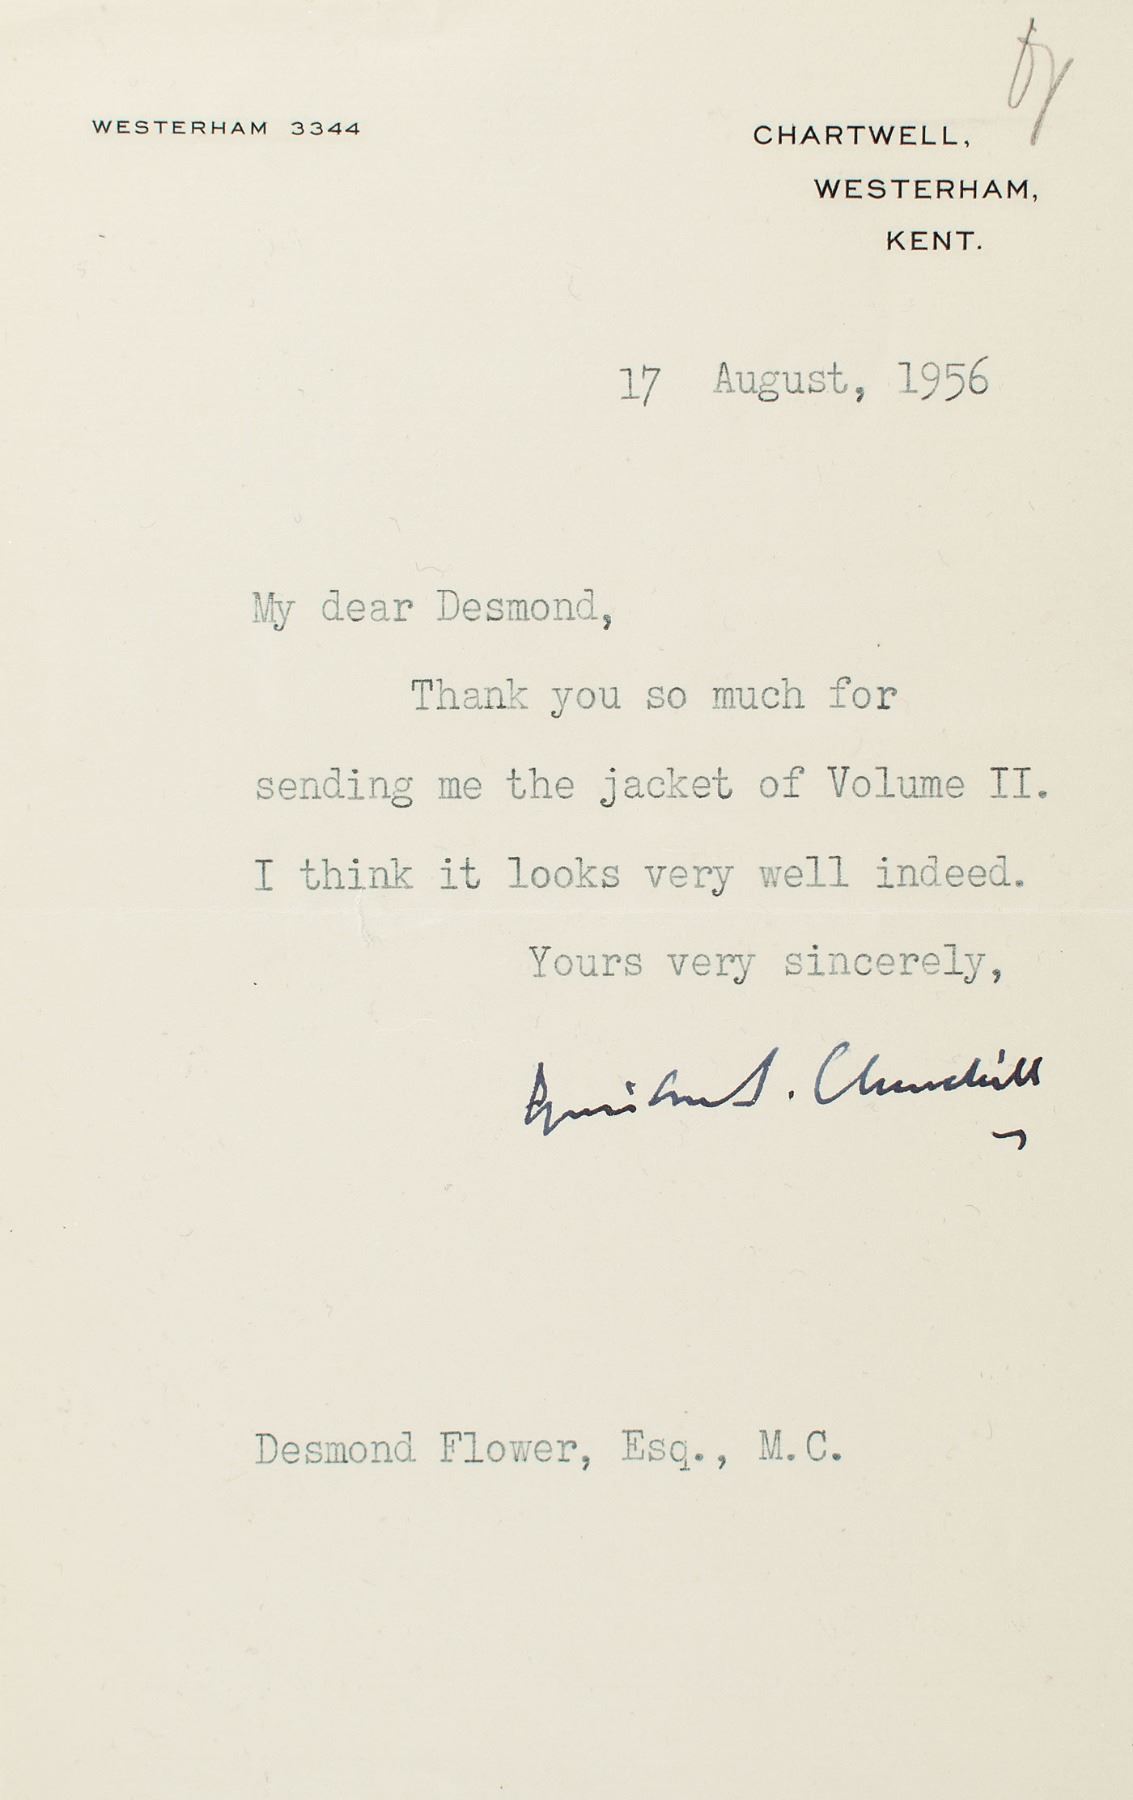 WESTERHAM 3344
CHARTWELL,
WESTERHAM,
KENT.
17 August, 1956
My dear Desmond,
Thank you so much for
sending me the jacket of Volume II.
I think it looks very well indeed.
Yours very sincerely,
Winston S. Churchill
Desmond Flower, Esq., M.C.